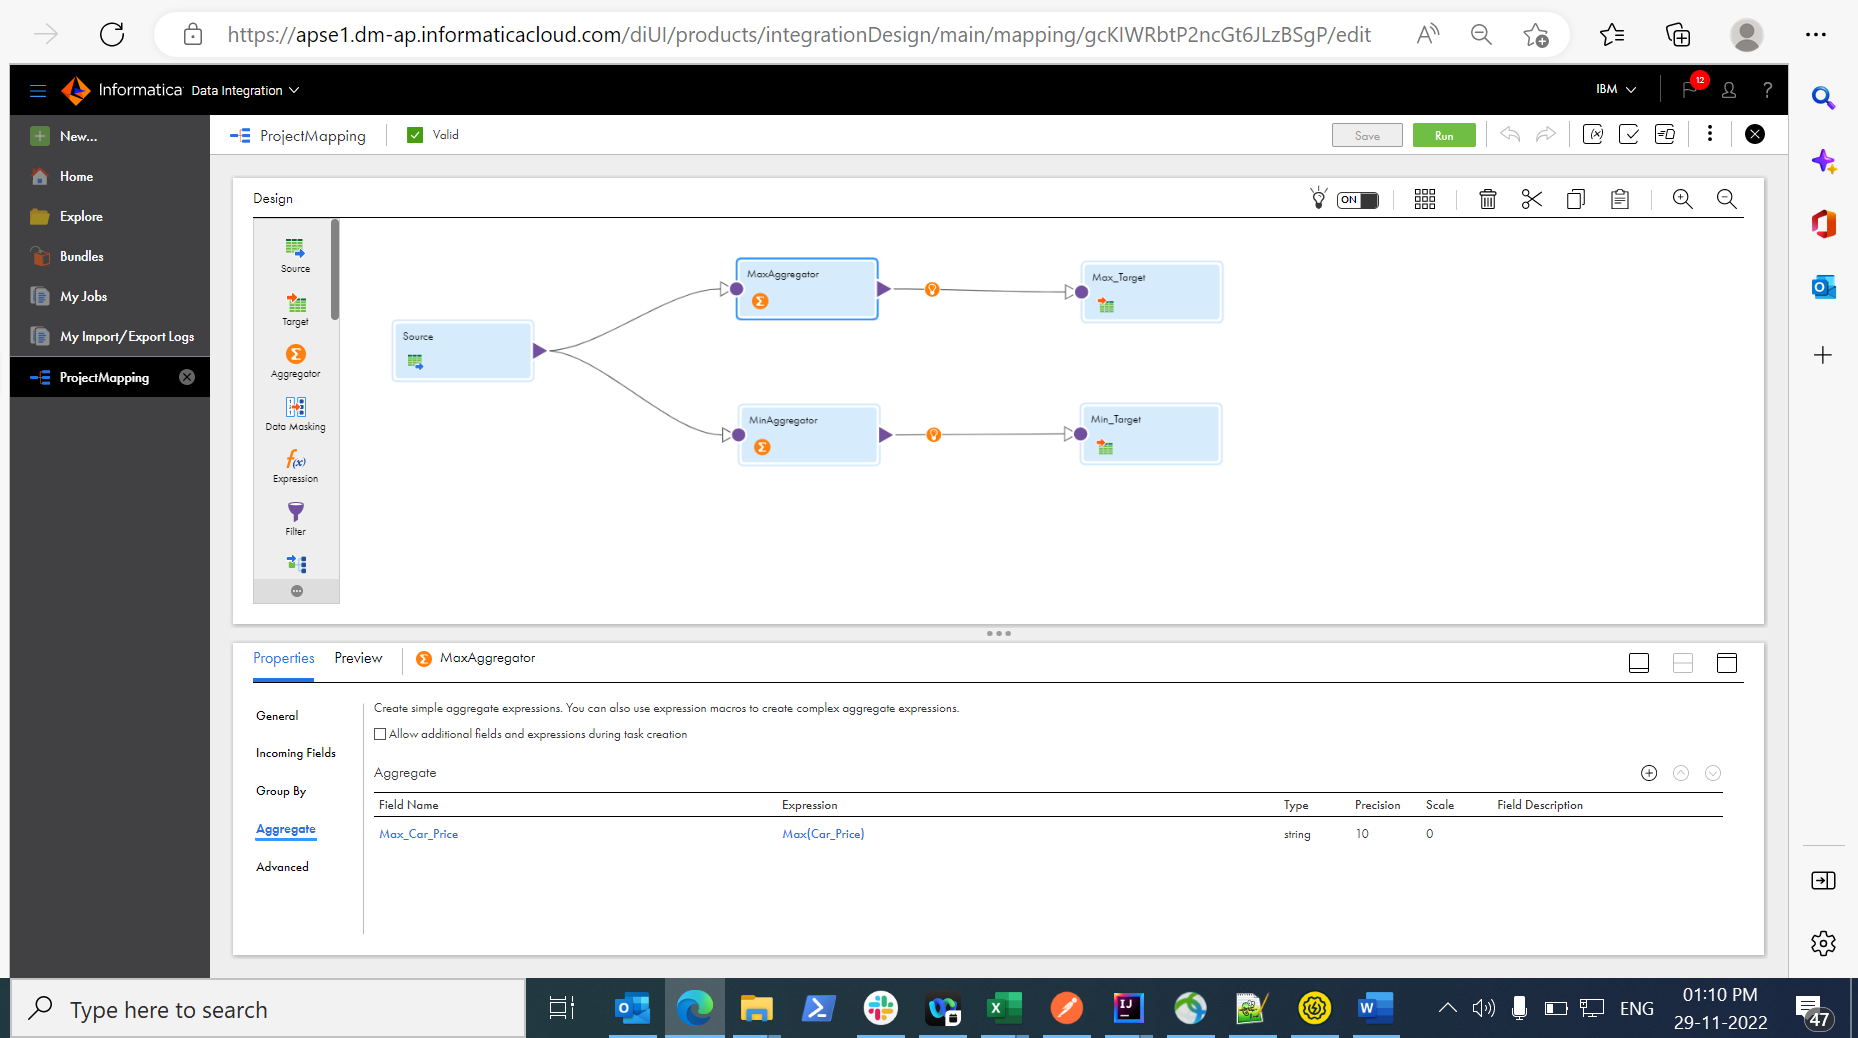 https://apse1.dm-ap.informaticacloud.com/diUI/products/integrationDesign/main/mapping/gcKIWRbtP2ncGt6JLzBSgP/edit
Informatica Data Integration
IBM
12
?
New...
Home
Explore
Bundles
My Jobs
My Import/Export Logs
ProjectMapping
ProjectMapping
Valid
Save
Run
Design
ON
Source
Target
Aggregator
Data Masking
Expression
Filter
Source
MaxAggregator
Max_Target
MinAggregator
Min_Target
Properties
Preview
MaxAggregator
General
Incoming Fields
Group By
Aggregate
Advanced
Create simple aggregate expressions. You can also use expression macros to create complex aggregate expressions.
Allow additional fields and expressions during task creation
Aggregate
Field Name Expression Type Precision Scale Field Description
Max_Car_Price Max(Car_Price) string 10 0
Type here to search
ENG
01:10 PM
29-11-2022
47